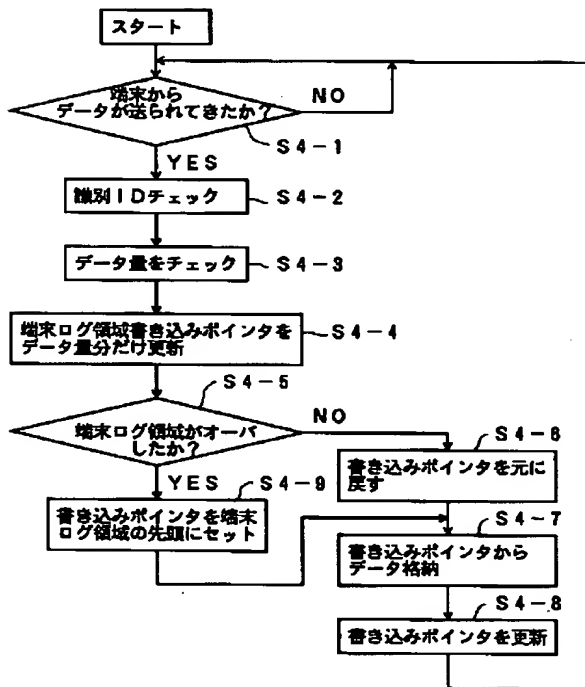 スタート
端末から
データが送られてきたか?
NO
S4-1
YES
識別IDチェック
S4-2
データ量をチェック
S4-3
端末ログ領域書き込みポインタを
データ量分だけ更新
S4-4
S4-5
端末ログ領域がオーバ
したか?
NO
YES
S4-9
書き込みポインタを端末
ログ領域の先頭にセット
S4-6
書き込みポインタを元に
戻す
S4-7
書き込みポインタから
データ格納
S4-8
書き込みポインタを更新